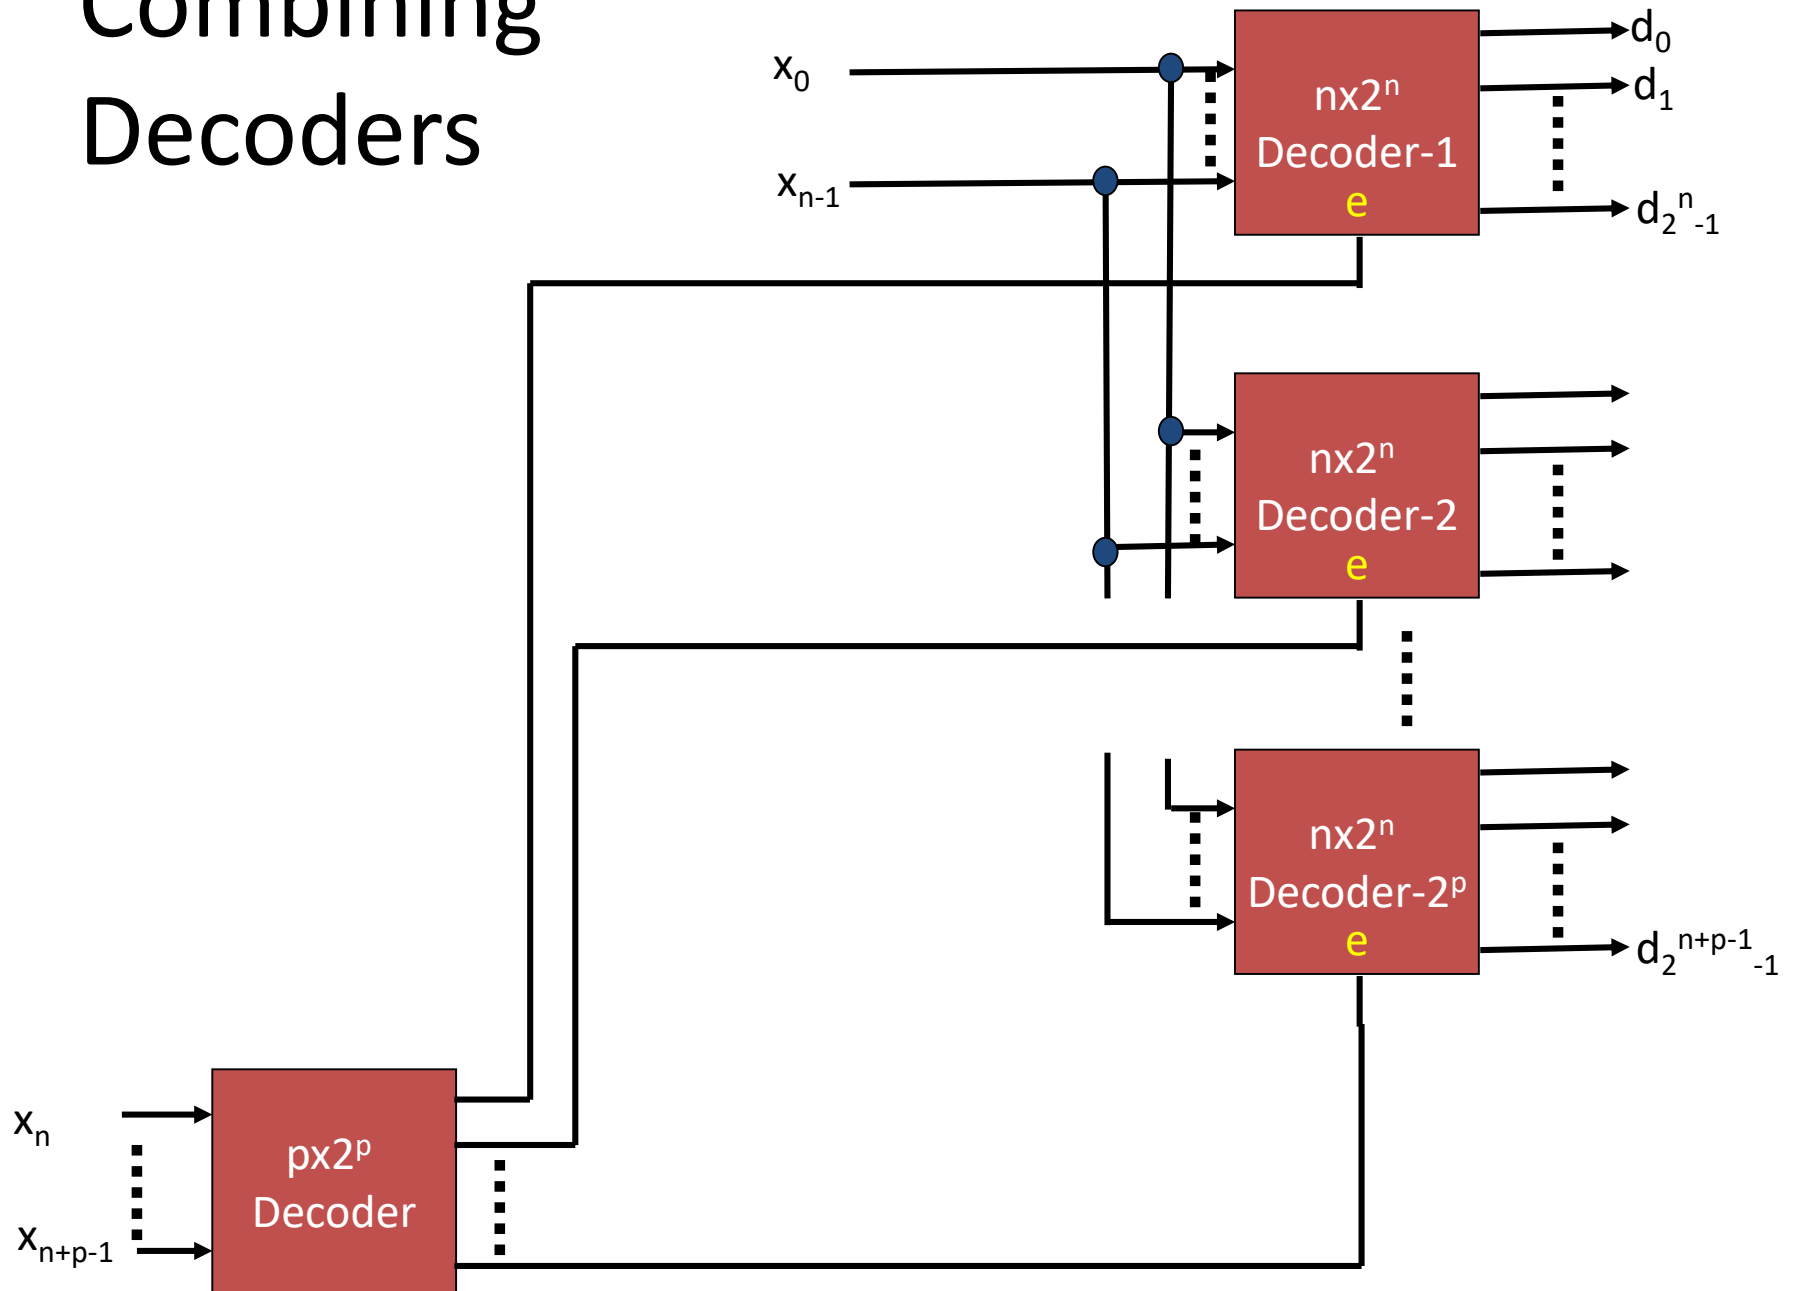 Combining
Decoders
x₀
xₙ₋₁
nx2ⁿ
Decoder-1
e
d₀
d₁
d₂ⁿ₋₁
nx2ⁿ
Decoder-2
e
nx2ⁿ
Decoder-2ᵖ
e
d₂ⁿ⁺ᵖ⁻¹₋₁
xₙ
xₙ₊ₚ₋₁
px2ᵖ
Decoder